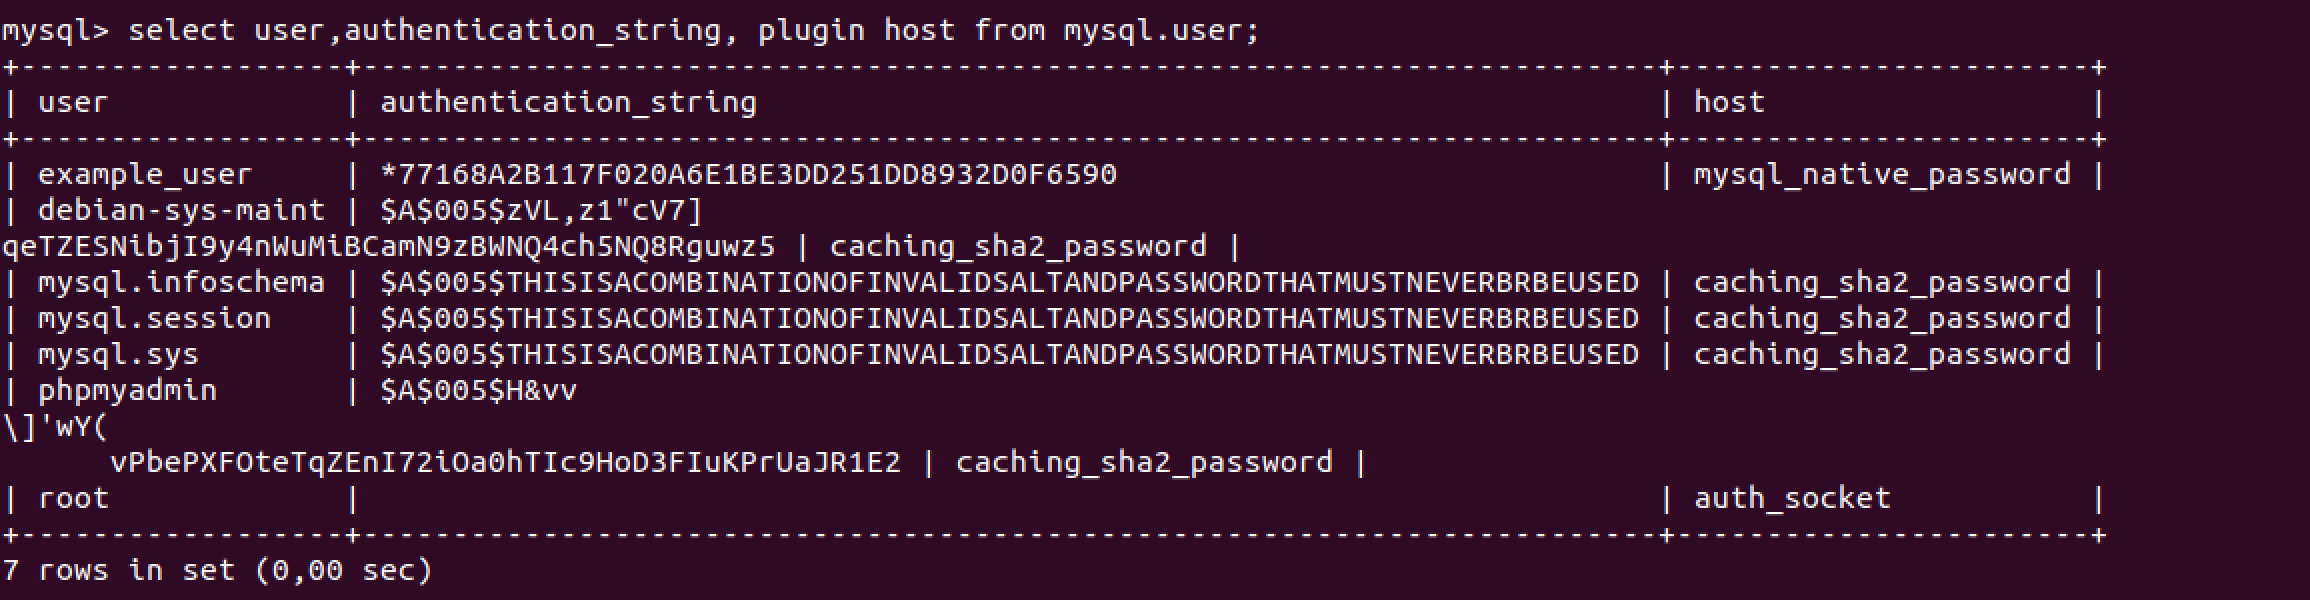 mysql> select user,authentication_string, plugin host from mysql.user;
+------------------+------------------------------------------------------------------------+-----------------------+
| user             | authentication_string                                                  | host                  |
+------------------+------------------------------------------------------------------------+-----------------------+
| example_user     | *77168A2B117F020A6E1BE3DD251DD8932D0F6590                              | mysql_native_password |
| debian-sys-maint | $A$005$zVL,z1"cV7]
qeTZESNibjI9y4nWuMiBCamN9zBWNQ4ch5NQ8Rguwz5 | caching_sha2_password |
| mysql.infoschema | $A$005$THISISACOMBINATIONOFINVALIDSALTANDPASSWORDTHATMUSTNEVERBRBEUSED | caching_sha2_password |
| mysql.session    | $A$005$THISISACOMBINATIONOFINVALIDSALTANDPASSWORDTHATMUSTNEVERBRBEUSED | caching_sha2_password |
| mysql.sys        | $A$005$THISISACOMBINATIONOFINVALIDSALTANDPASSWORDTHATMUSTNEVERBRBEUSED | caching_sha2_password |
| phpmyadmin       | $A$005$H&vv
\]'wY(
      vPbePXFOteTqZEnI72iOa0hTIc9HoD3FIuKPrUaJR1E2 | caching_sha2_password |
| root             |                                                                        | auth_socket           |
+------------------+------------------------------------------------------------------------+-----------------------+
7 rows in set (0,00 sec)